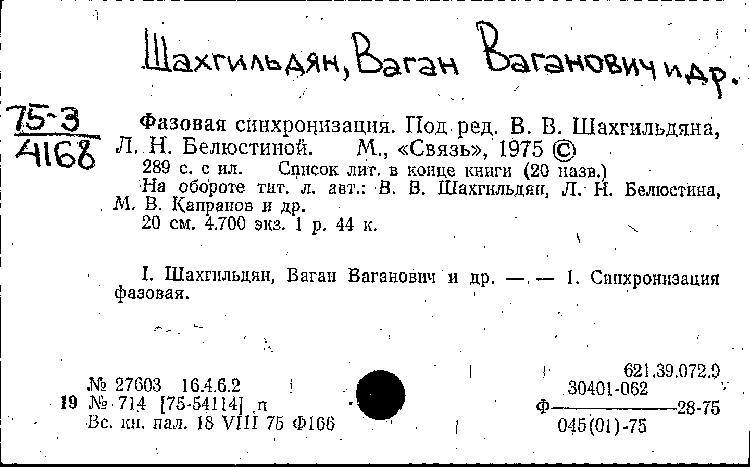 Шахгильдян, Ваган Ваганович и др.
75-3
4168
Фазовая синхронизация. Под ред. В. В. Шахгильдяна,
Л. Н. Белюстиной. М., «Связь», 1975 ©
289 с. с ил. Список лит. в конце книги (20 назв.)
На обороте тит. л. авт.: В. В. Шахгильдян, Л. Н. Белюстина,
М. В. Капранов и др.
20 см. 4.700 экз. 1 р. 44 к.
I. Шахгильдян, Ваган Ваганович и др. — — 1. Синхронизация
фазовая.
621.39.072.9
№ 27603 16.4.6.2
30401-062
19 № 714 [75-54114] п
Ф————28-75
Вс. кн. пал. 18 VIII 75 Ф166
045(01)-75